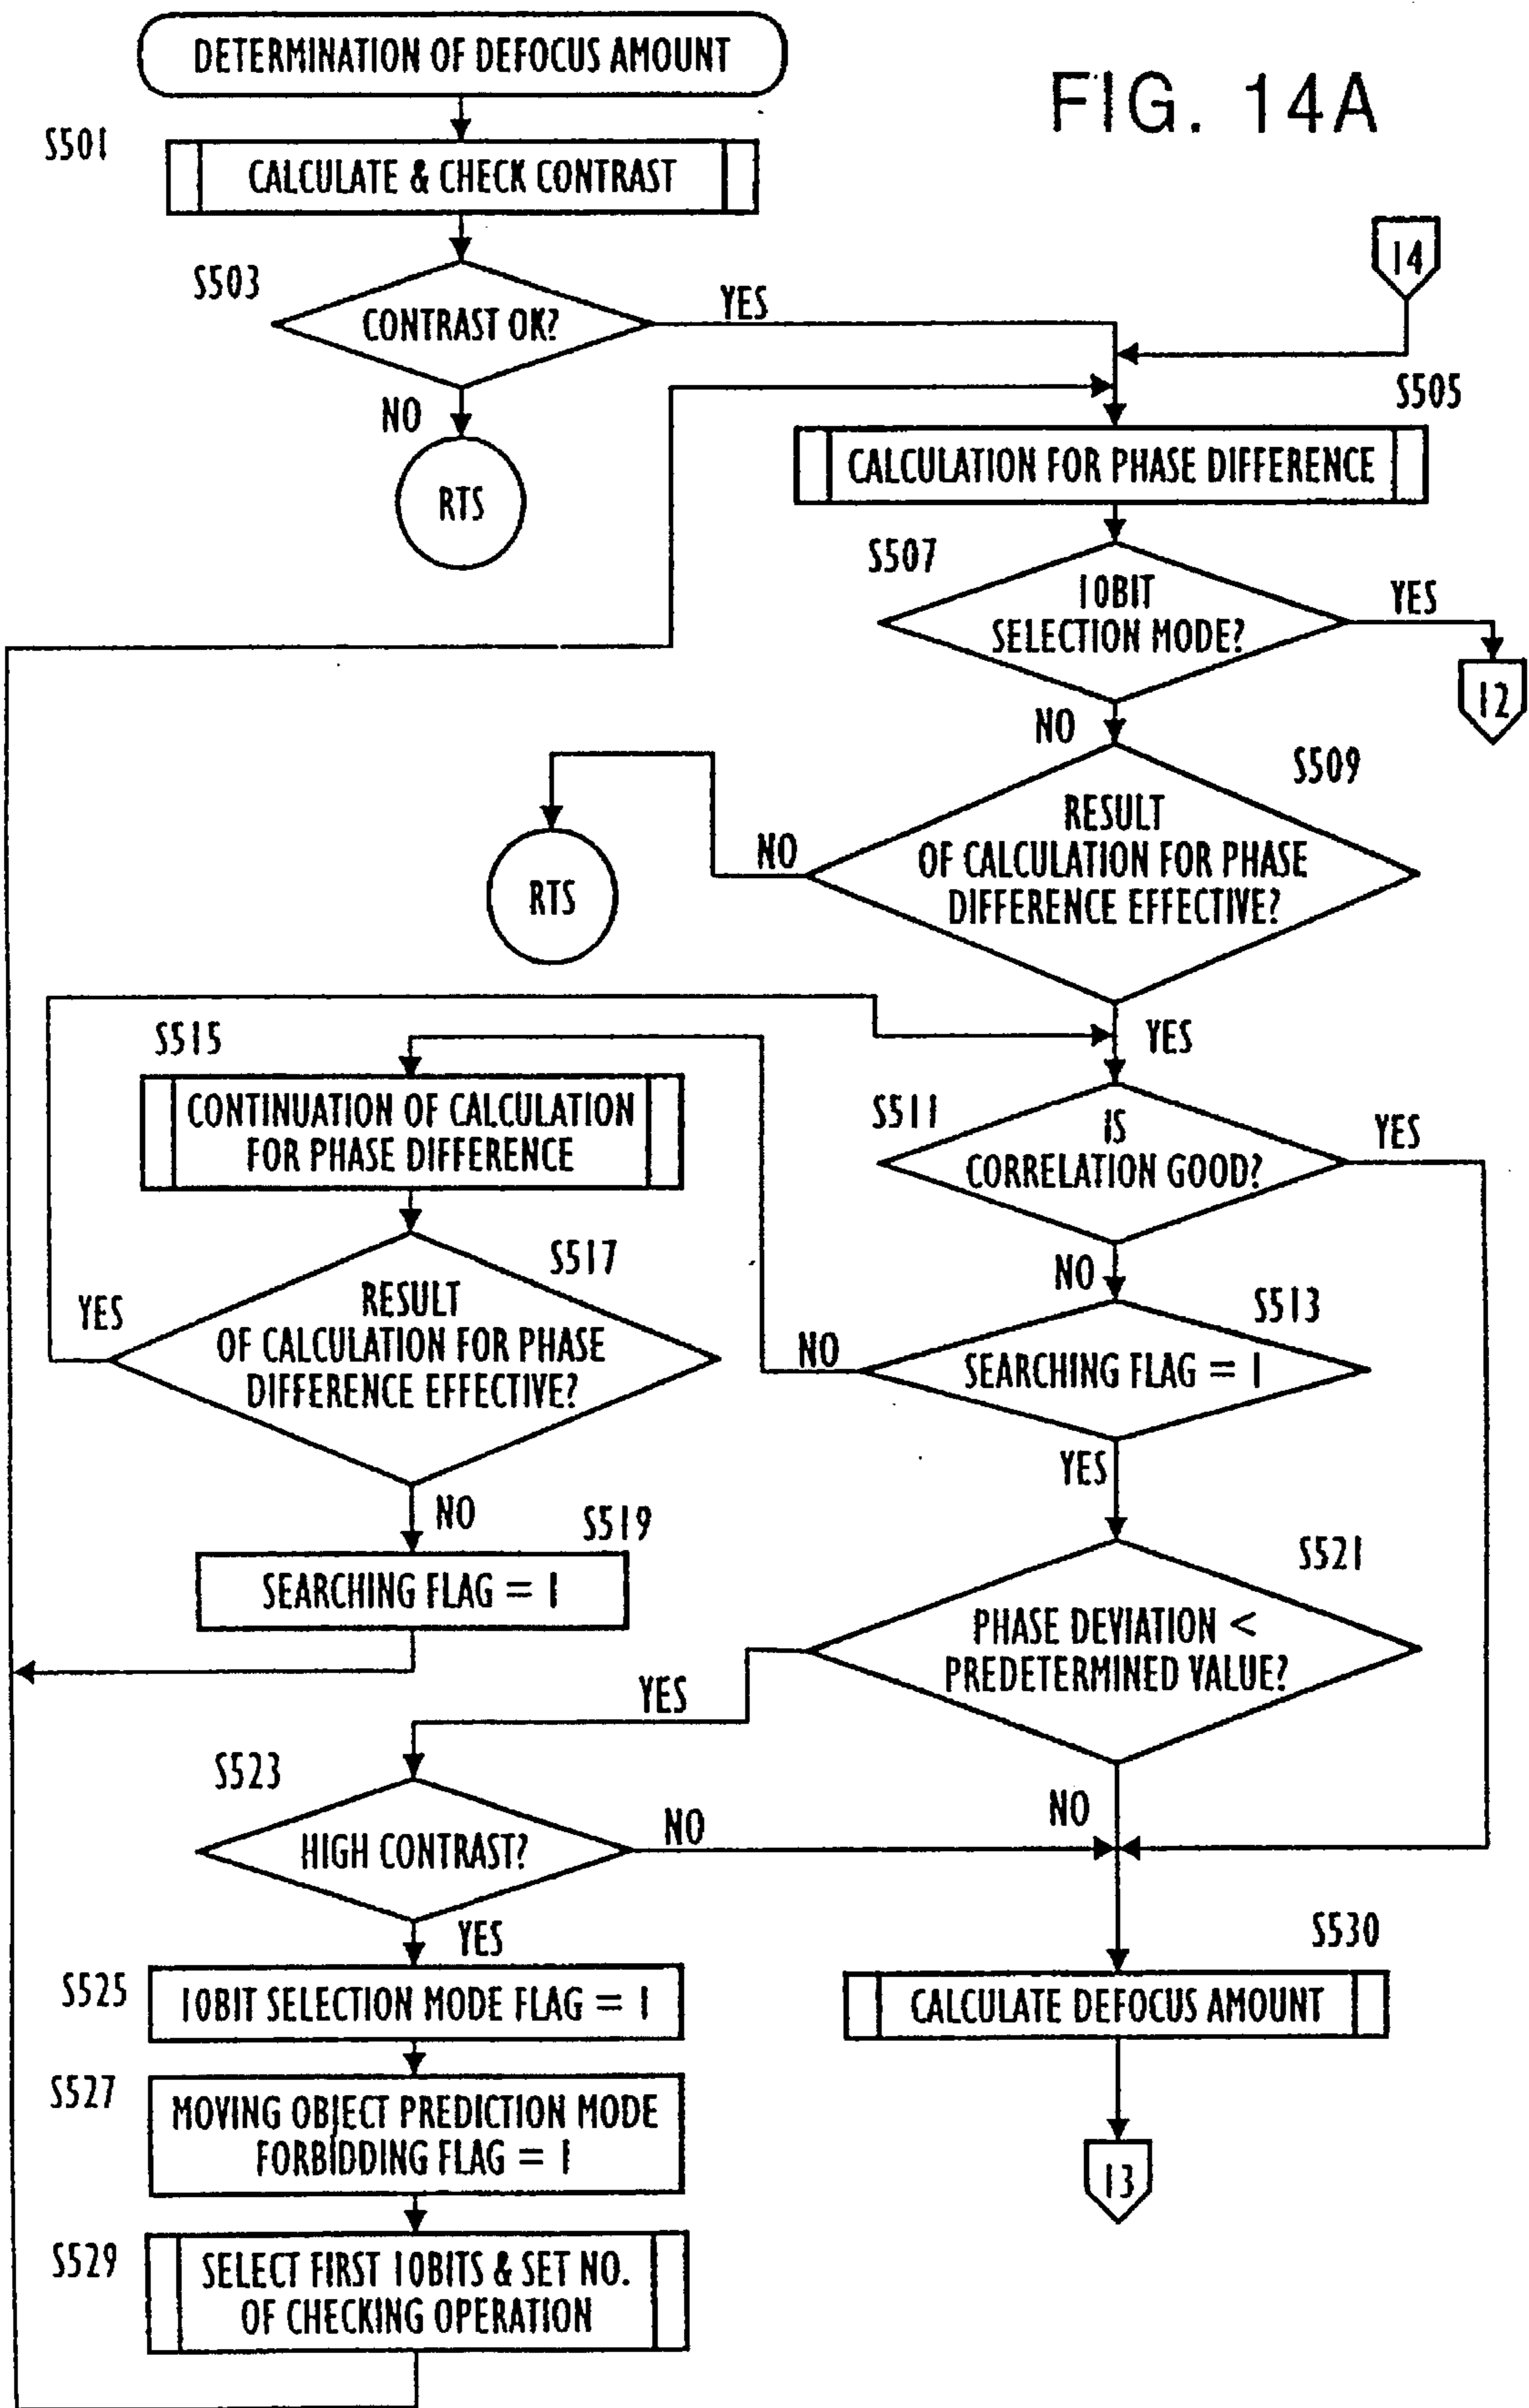 DETERMINATION OF DEFOCUS AMOUNT
FIG. 14A
S501
CALCULATE & CHECK CONTRAST
S503
CONTRAST OK?
YES
14
NO
RTS
S505
CALCULATION FOR PHASE DIFFERENCE
S507
10BIT
SELECTION MODE?
YES
12
NO
S509
RESULT
OF CALCULATION FOR PHASE
DIFFERENCE EFFECTIVE?
NO
RTS
YES
S511
IS
CORRELATION GOOD?
YES
NO
S513
SEARCHING FLAG = 1
NO
YES
S515
CONTINUATION OF CALCULATION
FOR PHASE DIFFERENCE
S517
RESULT
OF CALCULATION FOR PHASE
DIFFERENCE EFFECTIVE?
YES
NO
S519
SEARCHING FLAG = 1
S521
PHASE DEVIATION <
PREDETERMINED VALUE?
YES
NO
S523
HIGH CONTRAST?
NO
YES
S525
10BIT SELECTION MODE FLAG = 1
S527
MOVING OBJECT PREDICTION MODE
FORBIDDING FLAG = 1
S529
SELECT FIRST 10BITS & SET NO.
OF CHECKING OPERATION
S530
CALCULATE DEFOCUS AMOUNT
13